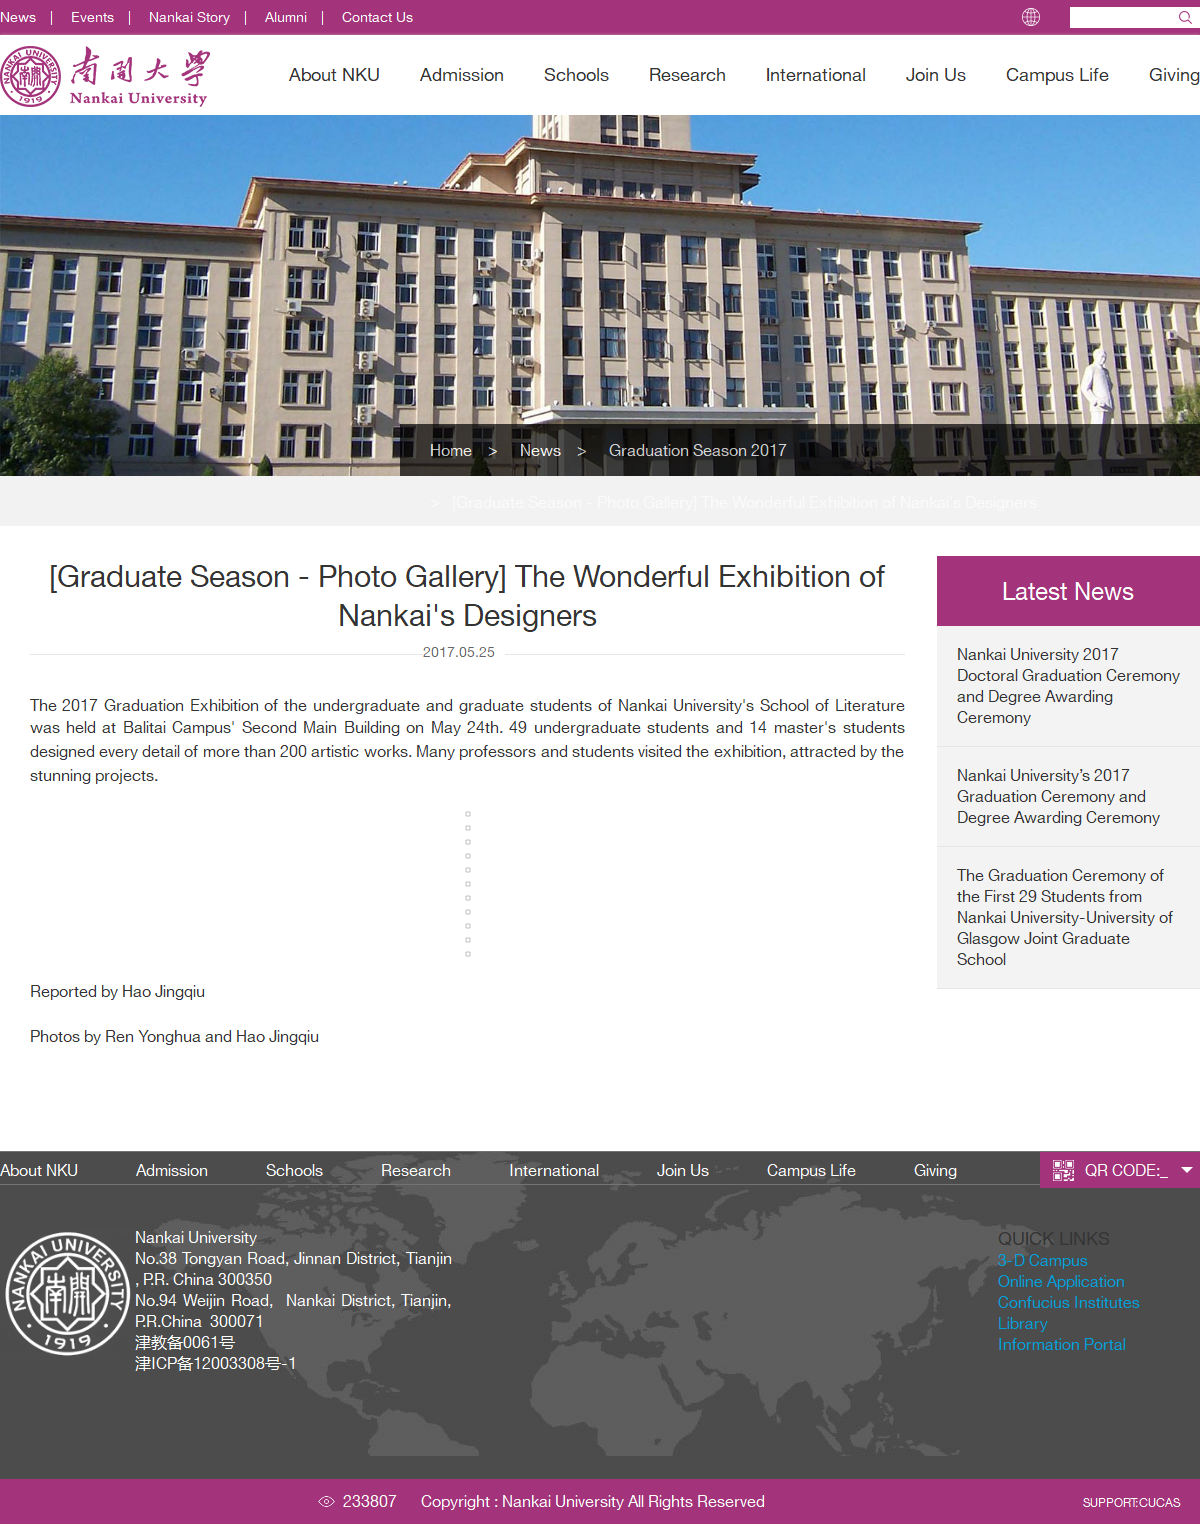 News | Events | Nankai Story | Alumni | Contact Us
NANKAI UNIVERSITY 1919
南開大學
Nankai University
About NKU Admission Schools Research International Join Us Campus Life Giving
Home > News > Graduation Season 2017
> [Graduate Season - Photo Gallery] The Wonderful Exhibition of Nankai's Designers
[Graduate Season - Photo Gallery] The Wonderful Exhibition of
Nankai's Designers
2017.05.25
The 2017 Graduation Exhibition of the undergraduate and graduate students of Nankai University's School of Literature
was held at Balitai Campus' Second Main Building on May 24th. 49 undergraduate students and 14 master's students
designed every detail of more than 200 artistic works. Many professors and students visited the exhibition, attracted by the
stunning projects.
Reported by Hao Jingqiu
Photos by Ren Yonghua and Hao Jingqiu
Latest News
Nankai University 2017
Doctoral Graduation Ceremony
and Degree Awarding
Ceremony
Nankai University’s 2017
Graduation Ceremony and
Degree Awarding Ceremony
The Graduation Ceremony of
the First 29 Students from
Nankai University-University of
Glasgow Joint Graduate
School
About NKU Admission Schools Research International Join Us Campus Life Giving
QR CODE:_
NANKAI UNIVERSITY 1919
Nankai University
No.38 Tongyan Road, Jinnan District, Tianjin
, P.R. China 300350
No.94 Weijin Road, Nankai District, Tianjin,
P.R.China 300071
津教备0061号
津ICP备12003308号-1
QUICK LINKS
3-D Campus
Online Application
Confucius Institutes
Library
Information Portal
233807 Copyright : Nankai University All Rights Reserved
SUPPORT:CUCAS